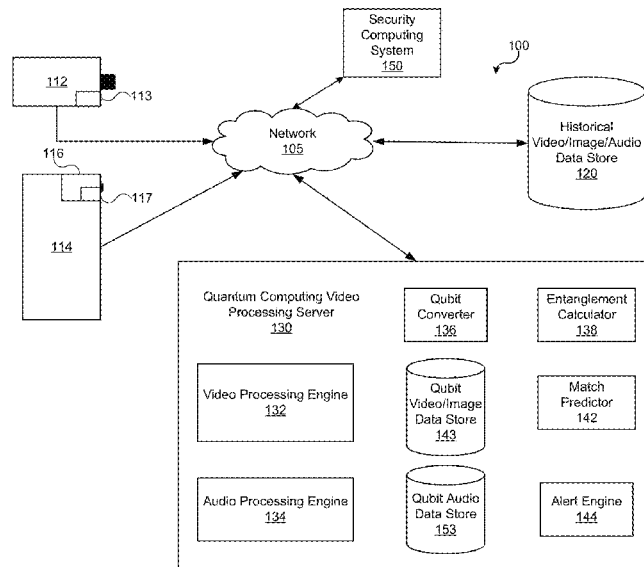 Security
Computing
System
150
100
112
113
Network
105
Historical
Video/Image/Audio
Data Store
120
116
117
114
Quantum Computing Video
Processing Server
130
Qubit
Converter
136
Entanglement
Calculator
138
Video Processing Engine
132
Qubit
Video/Image
Data Store
143
Match
Predictor
142
Audio Processing Engine
134
Qubit Audio
Data Store
153
Alert Engine
144